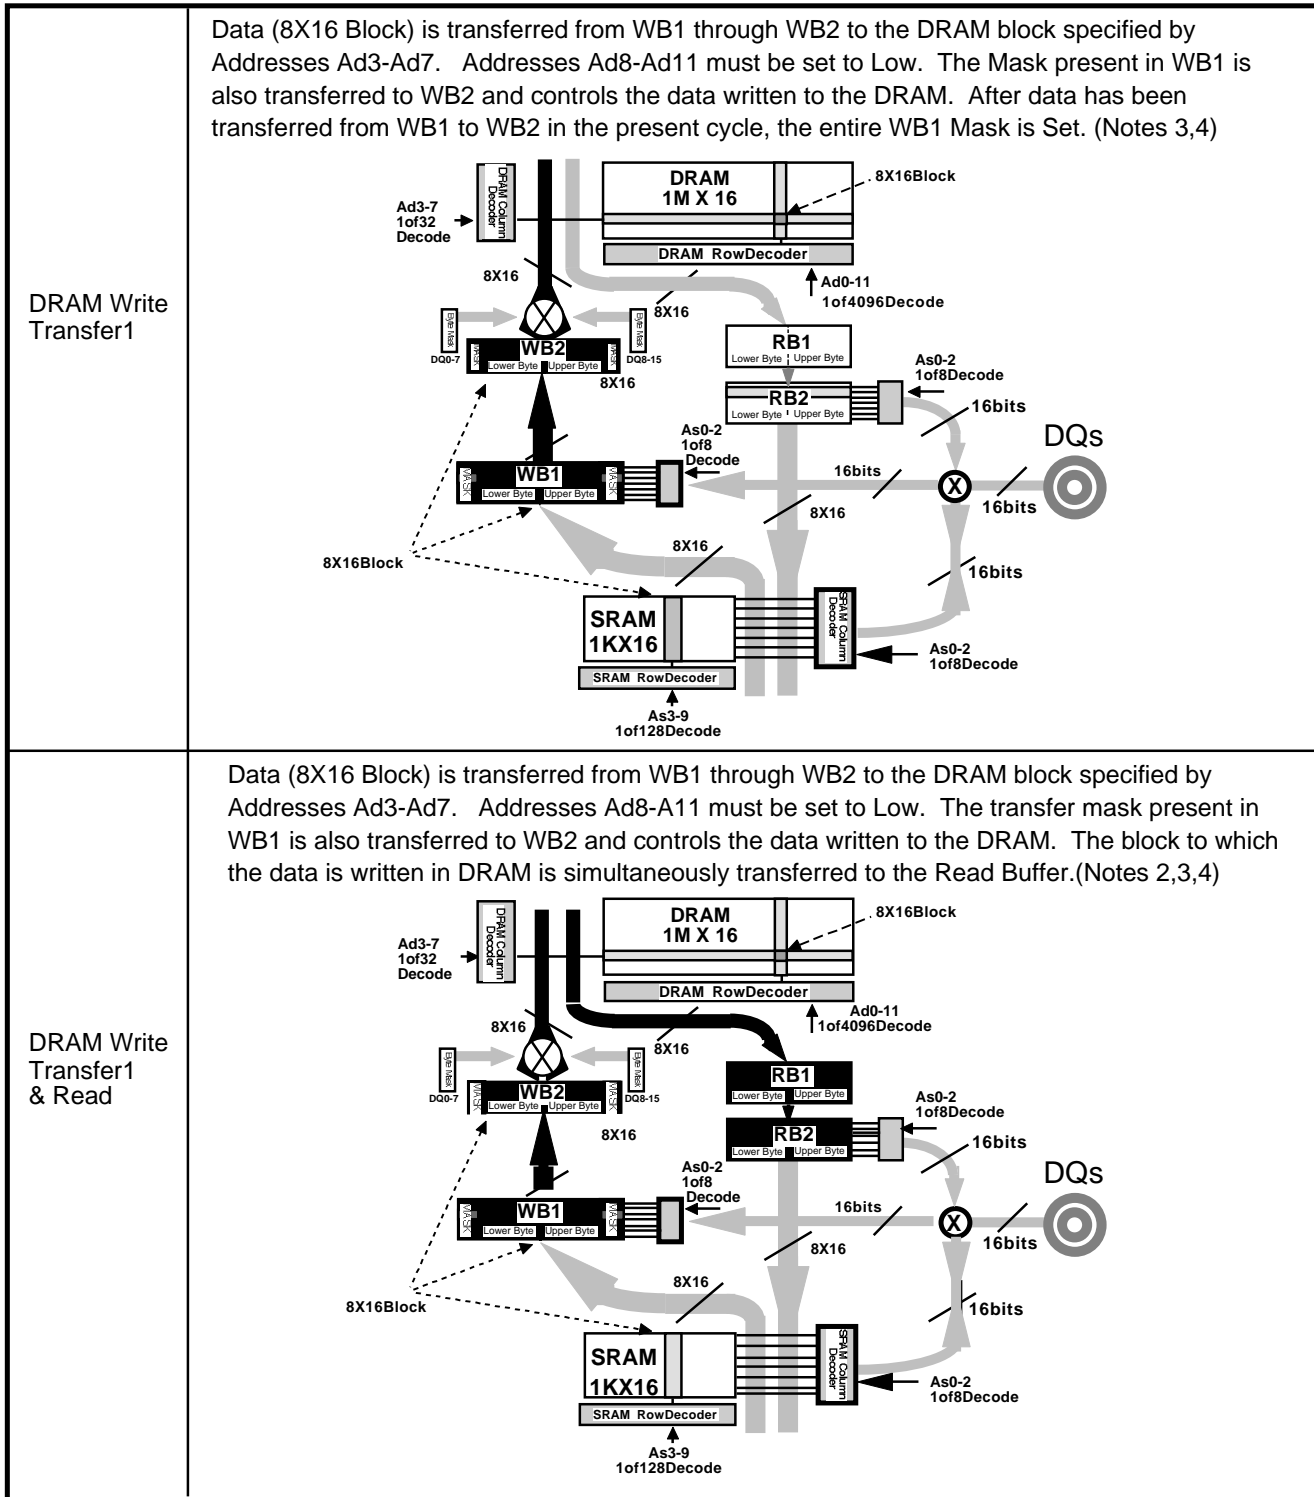 Data (8X16 Block) is transferred from WB1 through WB2 to the DRAM block specified by
Addresses Ad3-Ad7. Addresses Ad8-Ad11 must be set to Low. The Mask present in WB1 is
also transferred to WB2 and controls the data written to the DRAM. After data has been
transferred from WB1 to WB2 in the present cycle, the entire WB1 Mask is Set. (Notes 3,4)
DRAM Write
Transfer1
DRAM Column
Decoder
Ad3-7
1of32
Decode
DRAM
1M X 16
8X16Block
DRAM RowDecoder
Ad0-11
1of4096Decode
8X16
8X16
Byte Mask
DQ0-7
Byte Mask
DQ8-15
MASK
WB2
MASK
Lower Byte
Upper Byte
8X16
RB1
Lower Byte
Upper Byte
RB2
Lower Byte
Upper Byte
As0-2
1of8Decode
16bits
DQs
As0-2
1of8
Decode
MASK
WB1
MASK
Lower Byte
Upper Byte
16bits
X
16bits
8X16
8X16Block
8X16
16bits
SRAM
1KX16
SRAM Column
Decoder
As0-2
1of8Decode
SRAM RowDecoder
As3-9
1of128Decode
Data (8X16 Block) is transferred from WB1 through WB2 to the DRAM block specified by
Addresses Ad3-Ad7. Addresses Ad8-A11 must be set to Low. The transfer mask present in
WB1 is also transferred to WB2 and controls the data written to the DRAM. The block to which
the data is written in DRAM is simultaneously transferred to the Read Buffer.(Notes 2,3,4)
DRAM Write
Transfer1
& Read
DRAM Column
Decoder
Ad3-7
1of32
Decode
DRAM
1M X 16
8X16Block
DRAM RowDecoder
Ad0-11
1of4096Decode
8X16
8X16
Byte Mask
DQ0-7
Byte Mask
DQ8-15
MASK
WB2
MASK
Lower Byte
Upper Byte
8X16
RB1
Lower Byte
Upper Byte
RB2
Lower Byte
Upper Byte
As0-2
1of8Decode
16bits
DQs
As0-2
1of8
Decode
MASK
WB1
MASK
Lower Byte
Upper Byte
16bits
X
16bits
8X16
8X16Block
8X16
16bits
SRAM
1KX16
SRAM Column
Decoder
As0-2
1of8Decode
SRAM RowDecoder
As3-9
1of128Decode